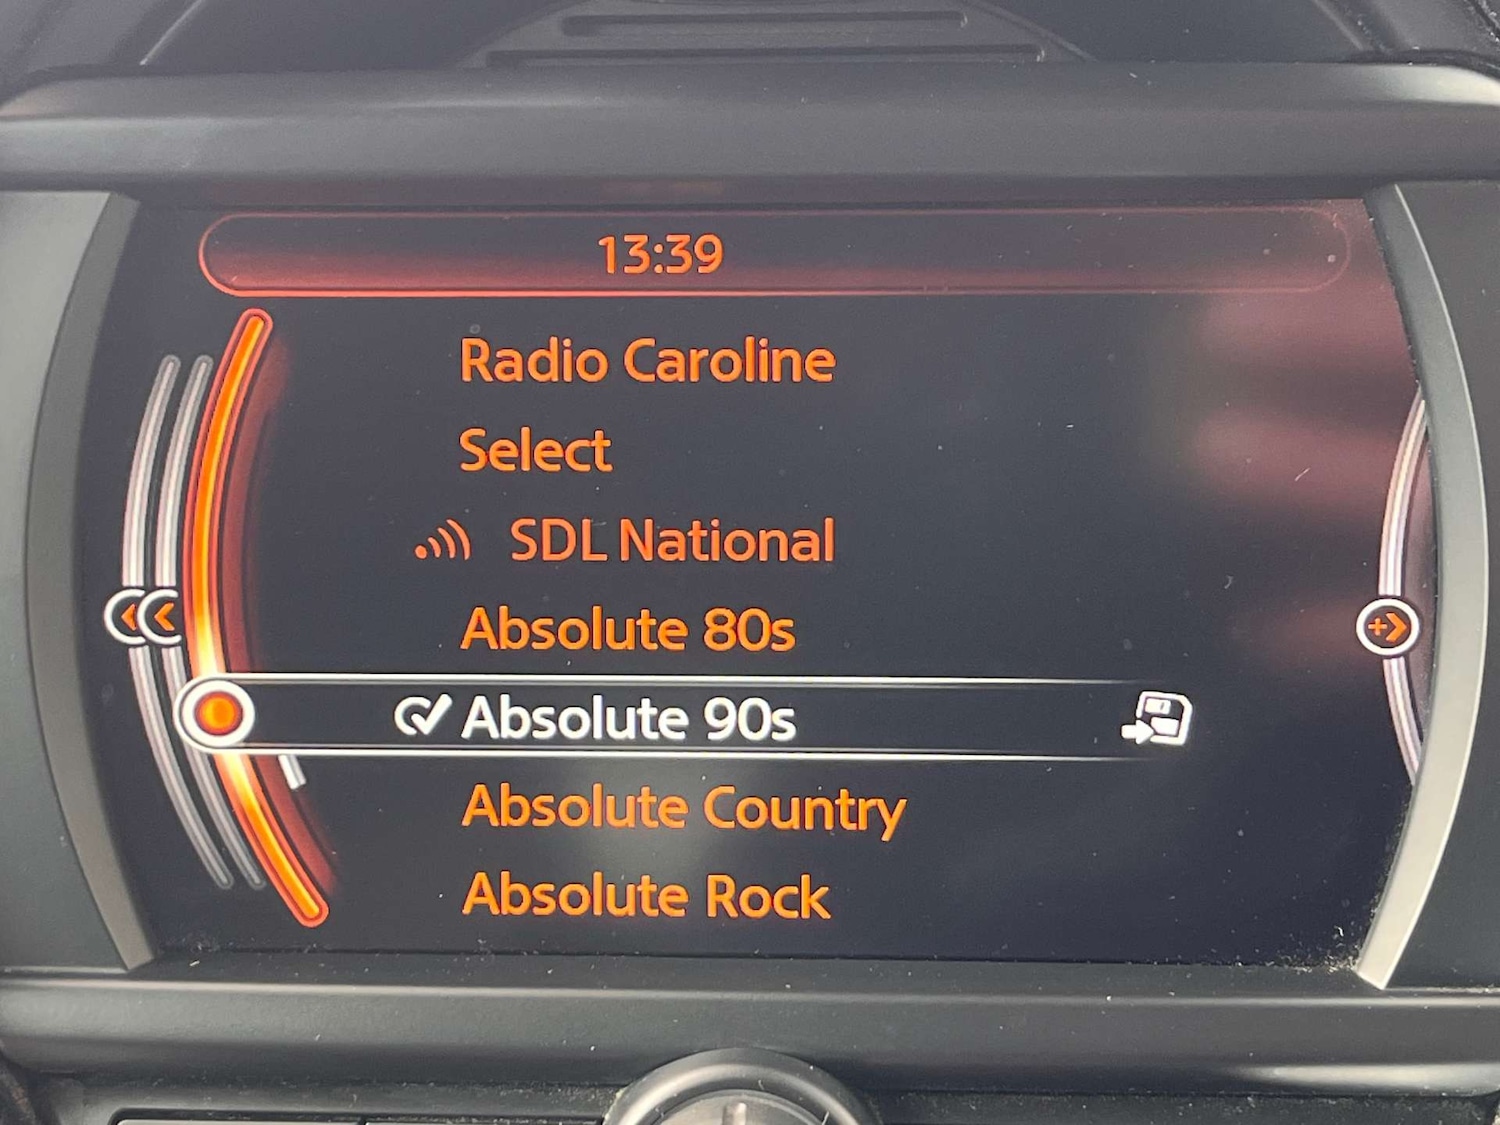 13:39
Radio Caroline
Select
SDL National
Absolute 80s
Absolute 90s
Absolute Country
Absolute Rock